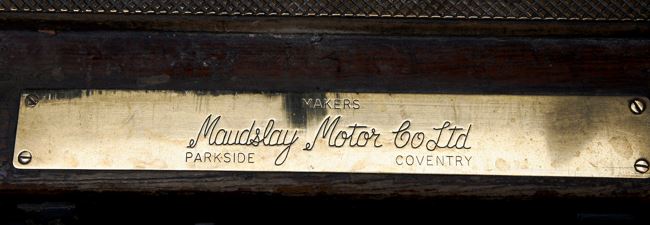 MAKERS
Maudslay Motor Co Ltd
PARKSIDE COVENTRY